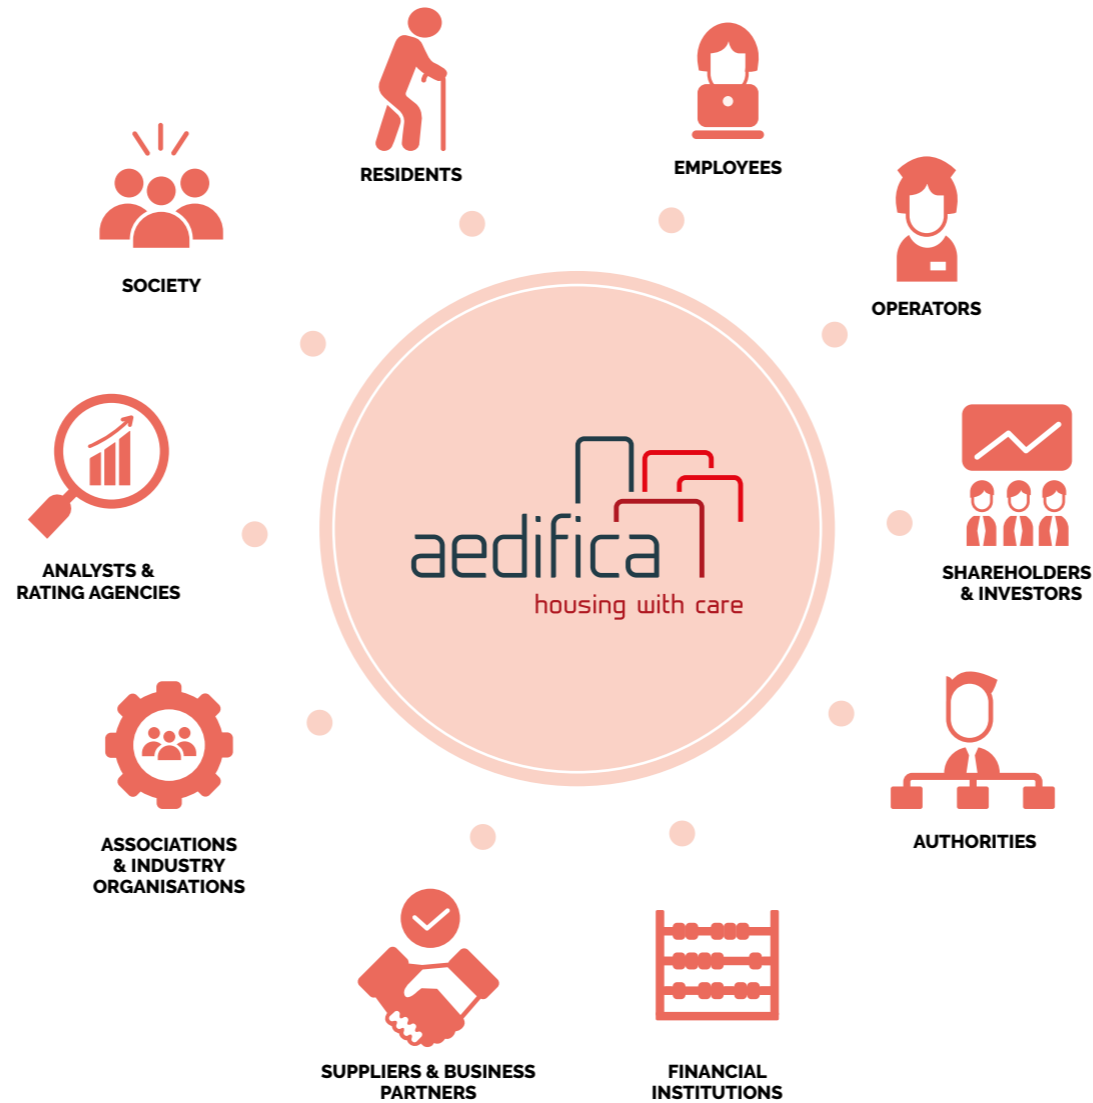 RESIDENTS
EMPLOYEES
SOCIETY
OPERATORS
ANALYSTS &
RATING AGENCIES
aedifica
housing with care
SHAREHOLDERS
& INVESTORS
ASSOCIATIONS
& INDUSTRY
ORGANISATIONS
AUTHORITIES
SUPPLIERS & BUSINESS
PARTNERS
FINANCIAL
INSTITUTIONS